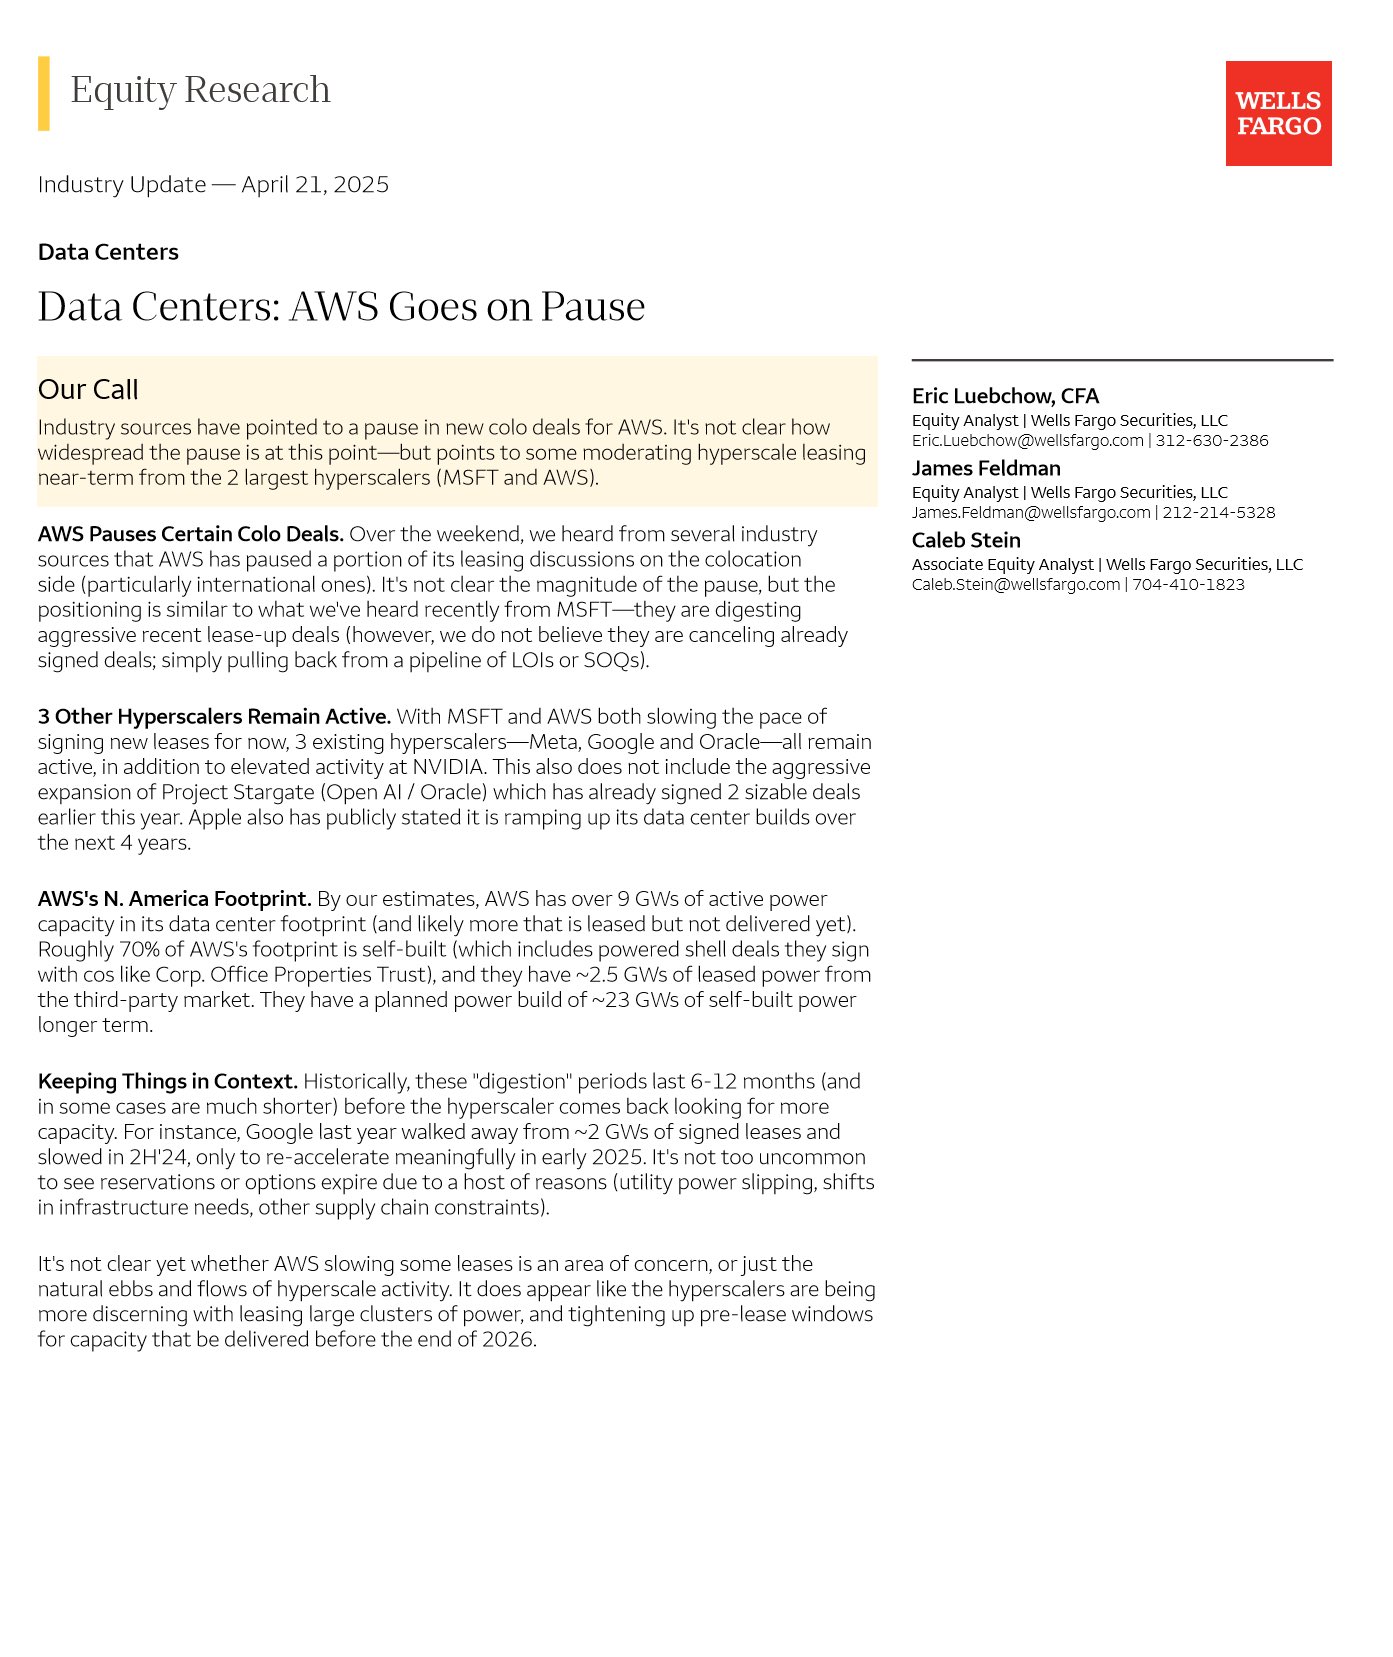 Equity Research
WELLS
FARGO
Industry Update — April 21, 2025
Data Centers
Data Centers: AWS Goes on Pause
Our Call
Industry sources have pointed to a pause in new colo deals for AWS. It's not clear how
widespread the pause is at this point—but points to some moderating hyperscale leasing
near-term from the 2 largest hyperscalers (MSFT and AWS).
AWS Pauses Certain Colo Deals. Over the weekend, we heard from several industry
sources that AWS has paused a portion of its leasing discussions on the colocation
side (particularly international ones). It's not clear the magnitude of the pause, but the
positioning is similar to what we've heard recently from MSFT—they are digesting
aggressive recent lease-up deals (however, we do not believe they are canceling already
signed deals; simply pulling back from a pipeline of LOIs or SOQs).
3 Other Hyperscalers Remain Active. With MSFT and AWS both slowing the pace of
signing new leases for now, 3 existing hyperscalers—Meta, Google and Oracle—all remain
active, in addition to elevated activity at NVIDIA. This also does not include the aggressive
expansion of Project Stargate (Open AI / Oracle) which has already signed 2 sizable deals
earlier this year. Apple also has publicly stated it is ramping up its data center builds over
the next 4 years.
AWS's N. America Footprint. By our estimates, AWS has over 9 GWs of active power
capacity in its data center footprint (and likely more that is leased but not delivered yet).
Roughly 70% of AWS's footprint is self-built (which includes powered shell deals they sign
with cos like Corp. Office Properties Trust), and they have ~2.5 GWs of leased power from
the third-party market. They have a planned power build of ~23 GWs of self-built power
longer term.
Keeping Things in Context. Historically, these "digestion" periods last 6-12 months (and
in some cases are much shorter) before the hyperscaler comes back looking for more
capacity. For instance, Google last year walked away from ~2 GWs of signed leases and
slowed in 2H'24, only to re-accelerate meaningfully in early 2025. It's not too uncommon
to see reservations or options expire due to a host of reasons (utility power slipping, shifts
in infrastructure needs, other supply chain constraints).
It's not clear yet whether AWS slowing some leases is an area of concern, or just the
natural ebbs and flows of hyperscale activity. It does appear like the hyperscalers are being
more discerning with leasing large clusters of power, and tightening up pre-lease windows
for capacity that be delivered before the end of 2026.
Eric Luebchow, CFA
Equity Analyst | Wells Fargo Securities, LLC
Eric.Luebchow@wellsfargo.com | 312-630-2386
James Feldman
Equity Analyst | Wells Fargo Securities, LLC
James.Feldman@wellsfargo.com | 212-214-5328
Caleb Stein
Associate Equity Analyst | Wells Fargo Securities, LLC
Caleb.Stein@wellsfargo.com | 704-410-1823